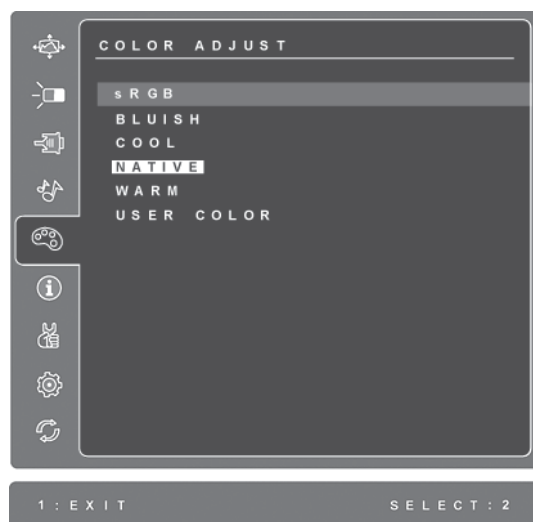 COLOR ADJUST
sRGB
BLUISH
COOL
NATIVE
WARM
USER COLOR
1:EXIT SELECT:2